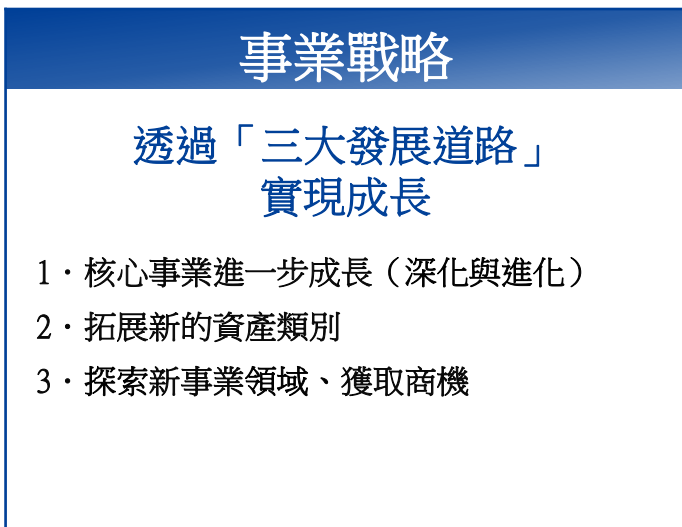 事業戰略
透過「三大發展道路」
實現成長
1．核心事業進一步成長（深化與進化）
2．拓展新的資產類別
3．探索新事業領域、獲取商機